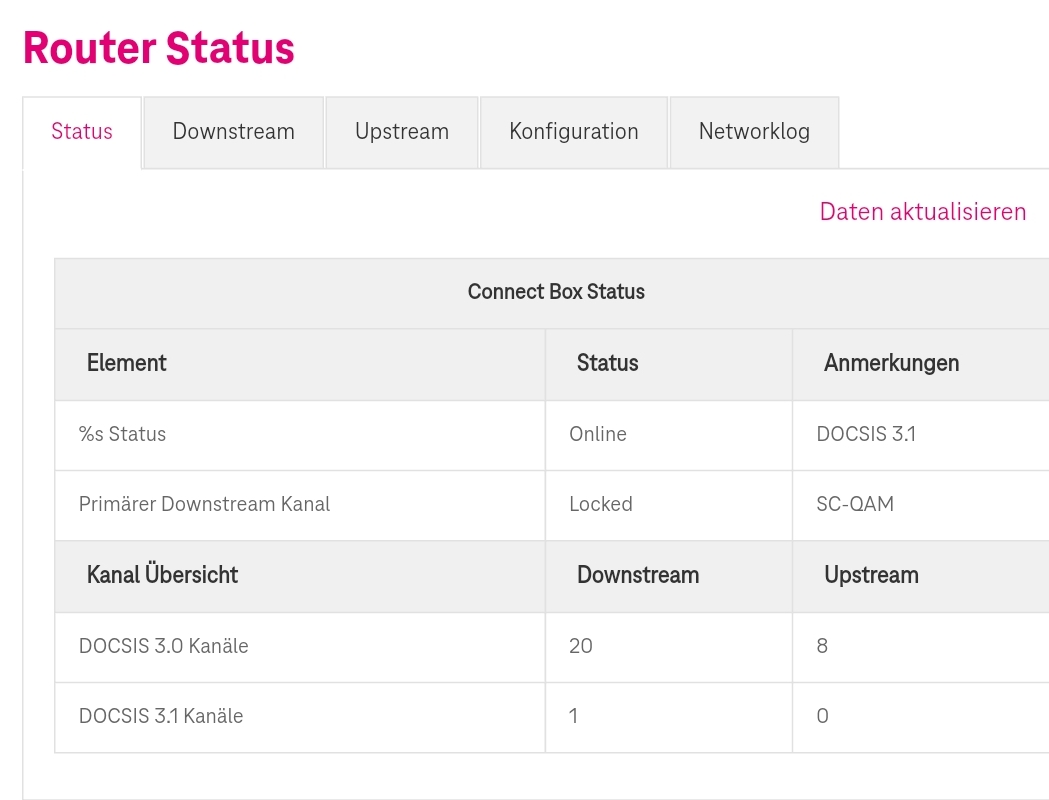 Router Status
Status Downstream Upstream Konfiguration Networklog
Daten aktualisieren
Connect Box Status
Element Status Anmerkungen
%s Status Online DOCSIS 3.1
Primärer Downstream Kanal Locked SC-QAM
Kanal Übersicht Downstream Upstream
DOCSIS 3.0 Kanäle 20 8
DOCSIS 3.1 Kanäle 1 0